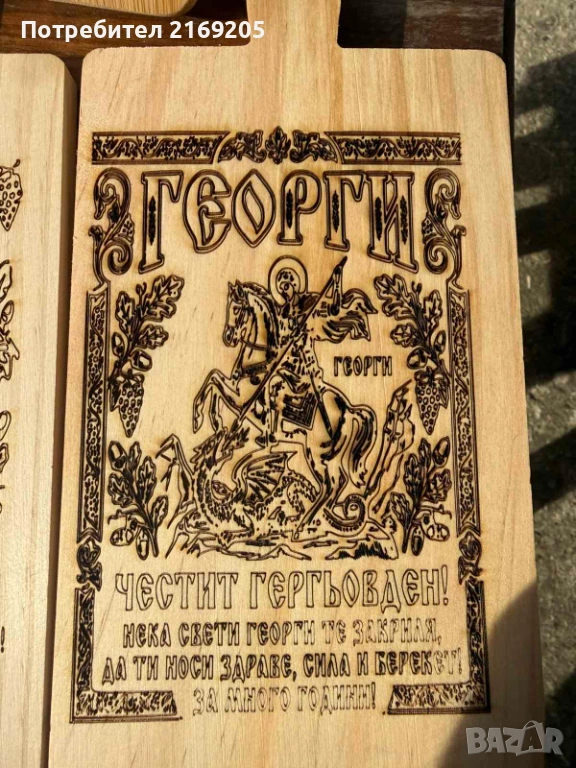 Потребител 2169205
ГЕОРГИ
ГЕОРГИ
ЧЕСТИТ ГЕРГЬОВДЕН!
НЕКА СВЕТИ ГЕОРГИ ТЕ ЗАКРИЛЯ,
ДА ТИ НОСИ ЗДРАВЕ, СИЛА И БЕРЕКЕТ!
ЗА МНОГО ГОДИНИ!
BAZAR